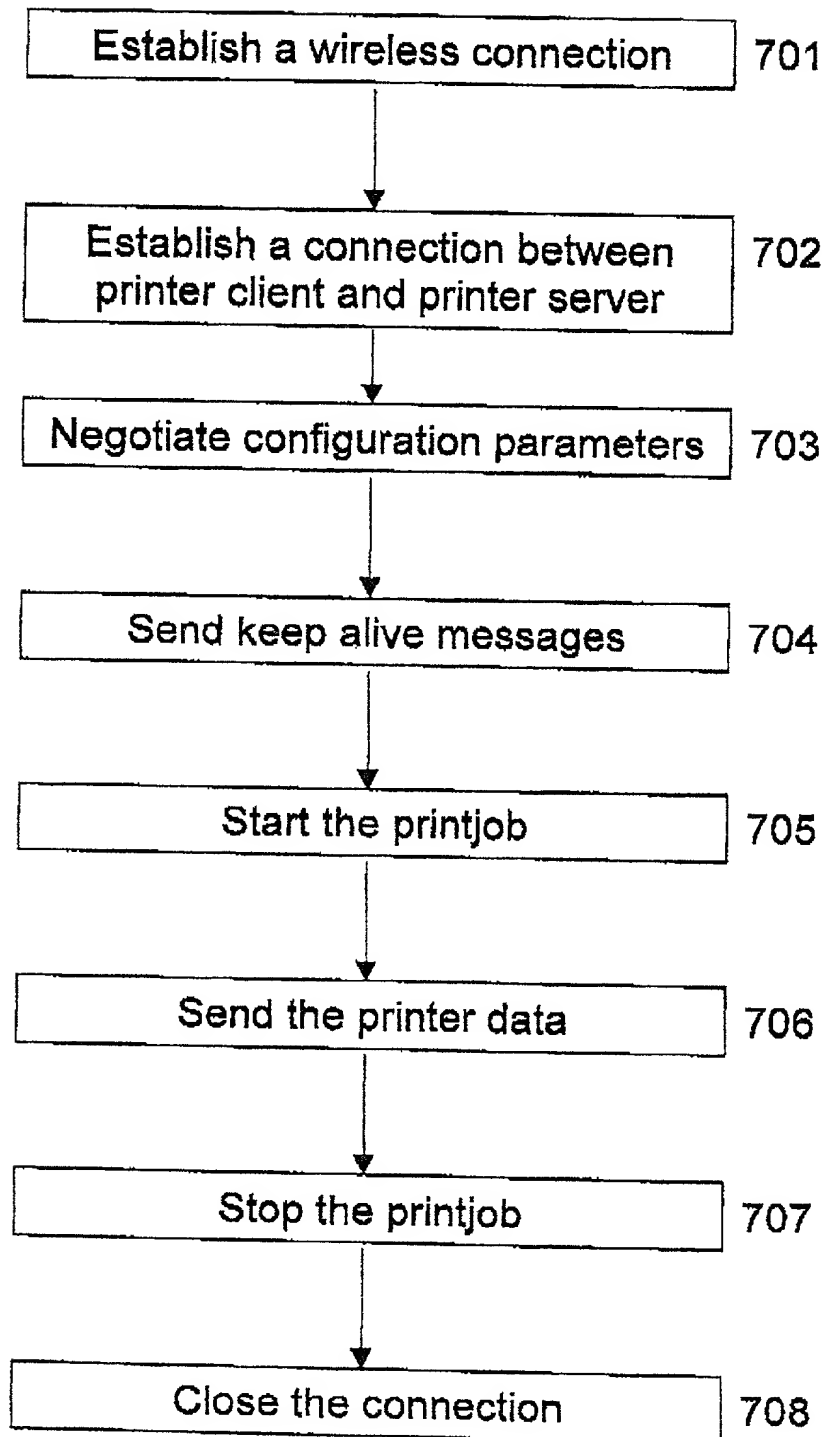 Establish a wireless connection 701
Establish a connection between 702
printer client and printer server
Negotiate configuration parameters 703
Send keep alive messages 704
Start the printjob 705
Send the printer data 706
Stop the printjob 707
Close the connection 708